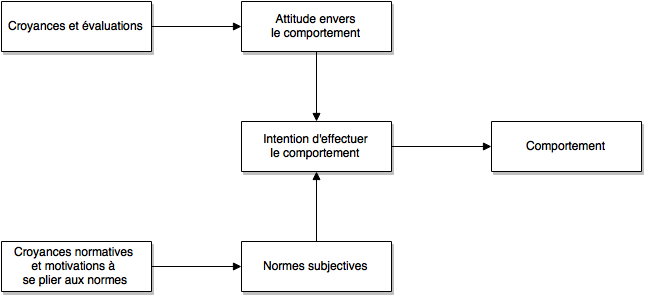 Croyances et évaluations
Attitude envers
le comportement
Intention d'effectuer
le comportement
Comportement
Croyances normatives
et motivations à
se plier aux normes
Normes subjectives